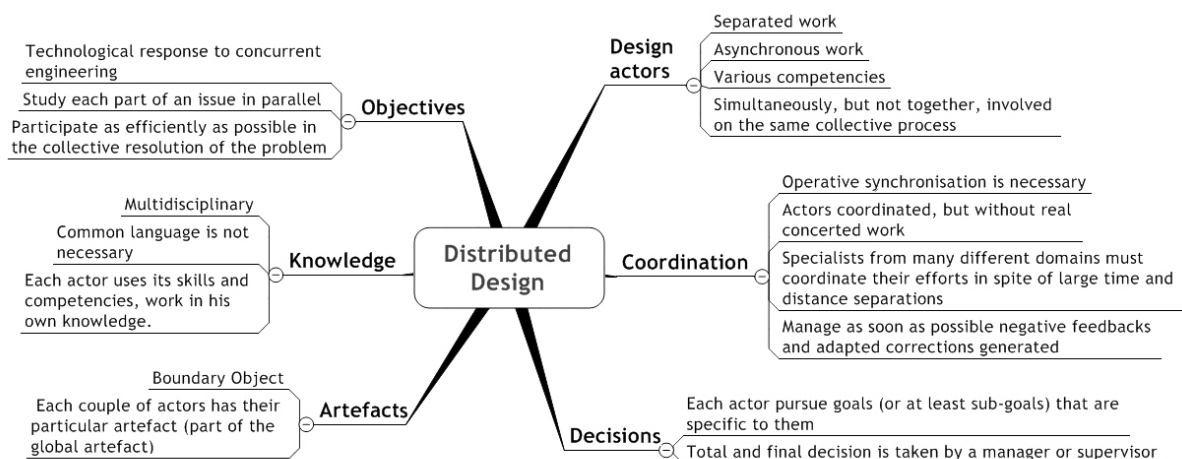 Technological response to concurrent
engineering
Study each part of an issue in parallel
Participate as efficiently as possible in
the collective resolution of the problem
Objectives
Multidisciplinary
Common language is not
necessary
Each actor uses its skills and
competencies, work in his
own knowledge.
Knowledge
Boundary Object
Each couple of actors has their
particular artefact (part of the
global artefact)
Artefacts
Distributed
Design
Design
actors
Separated work
Asynchronous work
Various competencies
Simultaneously, but not together, involved
on the same collective process
Coordination
Operative synchronisation is necessary
Actors coordinated, but without real
concerted work
Specialists from many different domains must
coordinate their efforts in spite of large time and
distance separations
Manage as soon as possible negative feedbacks
and adapted corrections generated
Decisions
Each actor pursue goals (or at least sub-goals) that are
specific to them
Total and final decision is taken by a manager or supervisor